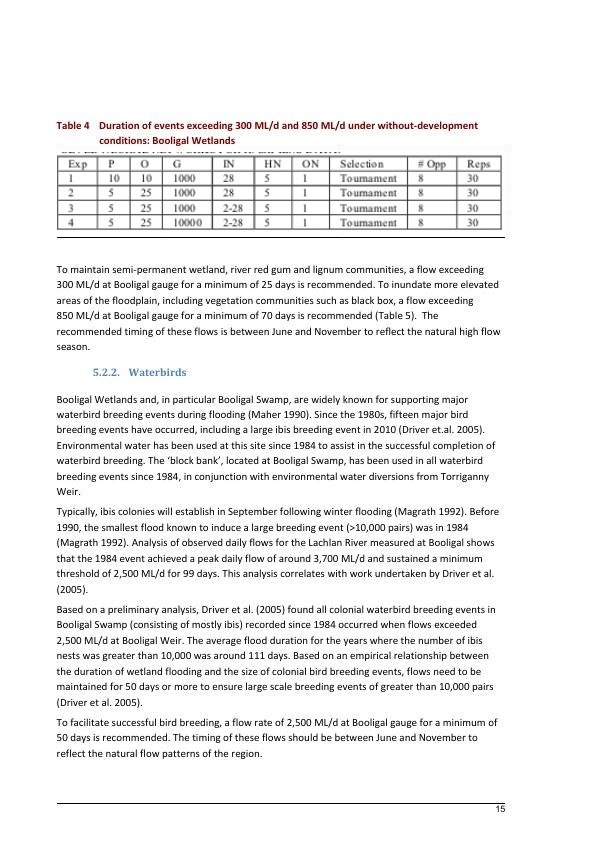 Table 4 Duration of events exceeding 300 ML/d and 850 ML/d under without-development
conditions: Booligal Wetlands
Exp P O G IN HN ON Selection # Opp Reps
1 10 10 1000 28 5 1 Tournament 8 30
2 5 25 1000 28 5 1 Tournament 8 30
3 5 25 1000 2-28 5 1 Tournament 8 30
4 5 25 10000 2-28 5 1 Tournament 8 30
To maintain semi-permanent wetland, river red gum and lignum communities, a flow exceeding
300 ML/d at Booligal gauge for a minimum of 25 days is recommended. To inundate more elevated
areas of the floodplain, including vegetation communities such as black box, a flow exceeding
850 ML/d at Booligal gauge for a minimum of 70 days is recommended (Table 5). The
recommended timing of these flows is between June and November to reflect the natural high flow
season.
5.2.2. Waterbirds
Booligal Wetlands and, in particular Booligal Swamp, are widely known for supporting major
waterbird breeding events during flooding (Maher 1990). Since the 1980s, fifteen major bird
breeding events have occurred, including a large ibis breeding event in 2010 (Driver et.al. 2005).
Environmental water has been used at this site since 1984 to assist in the successful completion of
waterbird breeding. The ‘block bank’, located at Booligal Swamp, has been used in all waterbird
breeding events since 1984, in conjunction with environmental water diversions from Torriganny
Weir.
Typically, ibis colonies will establish in September following winter flooding (Magrath 1992). Before
1990, the smallest flood known to induce a large breeding event (>10,000 pairs) was in 1984
(Magrath 1992). Analysis of observed daily flows for the Lachlan River measured at Booligal shows
that the 1984 event achieved a peak daily flow of around 3,700 ML/d and sustained a minimum
threshold of 2,500 ML/d for 99 days. This analysis correlates with work undertaken by Driver et al.
(2005).
Based on a preliminary analysis, Driver et al. (2005) found all colonial waterbird breeding events in
Booligal Swamp (consisting of mostly ibis) recorded since 1984 occurred when flows exceeded
2,500 ML/d at Booligal Weir. The average flood duration for the years where the number of ibis
nests was greater than 10,000 was around 111 days. Based on an empirical relationship between
the duration of wetland flooding and the size of colonial bird breeding events, flows need to be
maintained for 50 days or more to ensure large scale breeding events of greater than 10,000 pairs
(Driver et al. 2005).
To facilitate successful bird breeding, a flow rate of 2,500 ML/d at Booligal gauge for a minimum of
50 days is recommended. The timing of these flows should be between June and November to
reflect the natural flow patterns of the region.
15